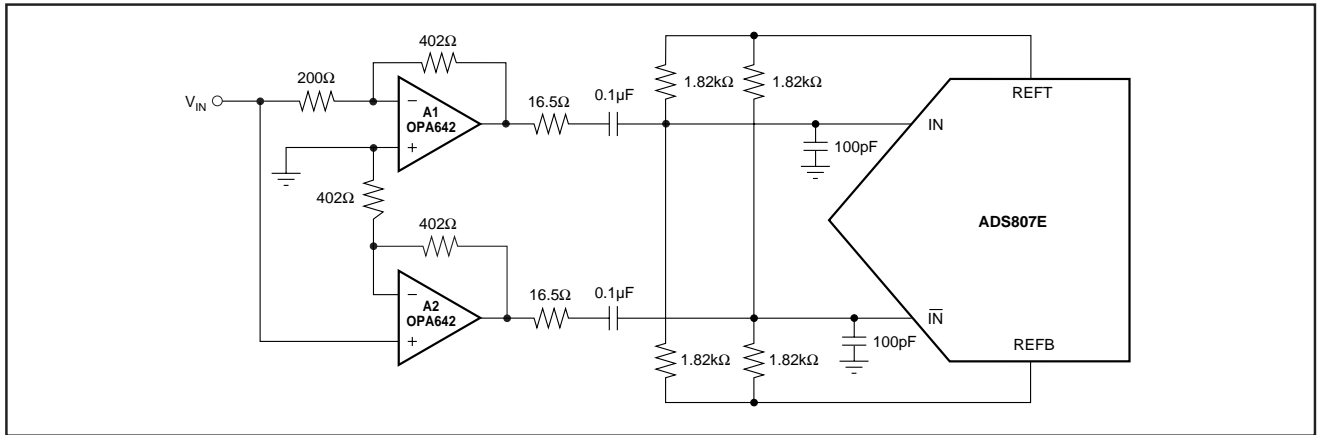 402Ω
200Ω
V_IN
−
A1
OPA642
+
16.5Ω
0.1µF
1.82kΩ
1.82kΩ
REFT
IN
100pF
402Ω
ADS807E
402Ω
−
A2
OPA642
+
16.5Ω
0.1µF
I̅N̅
100pF
REFB
1.82kΩ
1.82kΩ